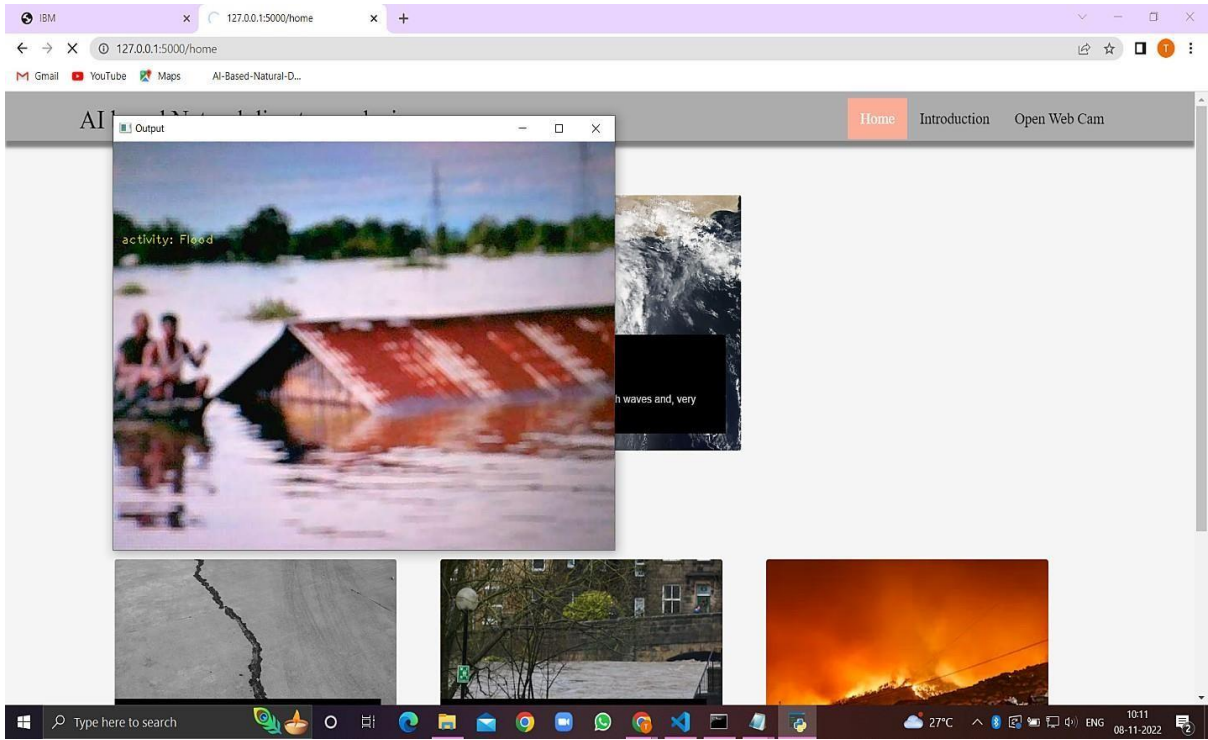 IBM
127.0.0.1:5000/home
127.0.0.1:5000/home
Gmail YouTube Maps AI-Based-Natural-D...
AI
Home Introduction Open Web Cam
Output
activity: Flood
h waves and, very
Type here to search
27°C ENG
10:11
08-11-2022
2